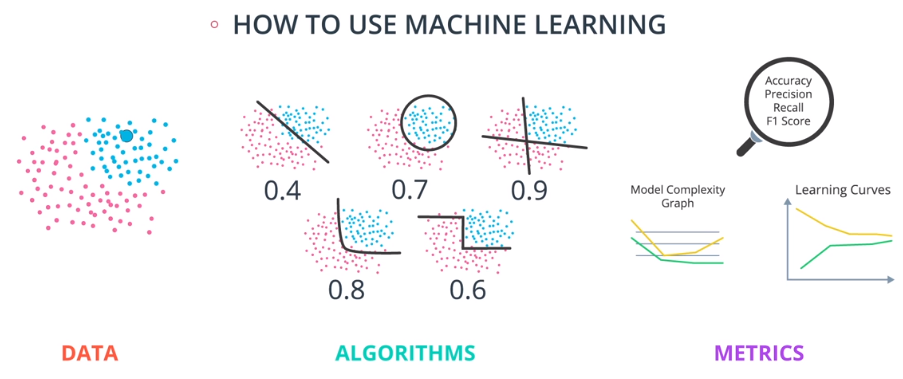 HOW TO USE MACHINE LEARNING
0.4
0.7
0.9
0.8
0.6
Accuracy
Precision
Recall
F1 Score
Model Complexity
Graph
Learning Curves
DATA
ALGORITHMS
METRICS